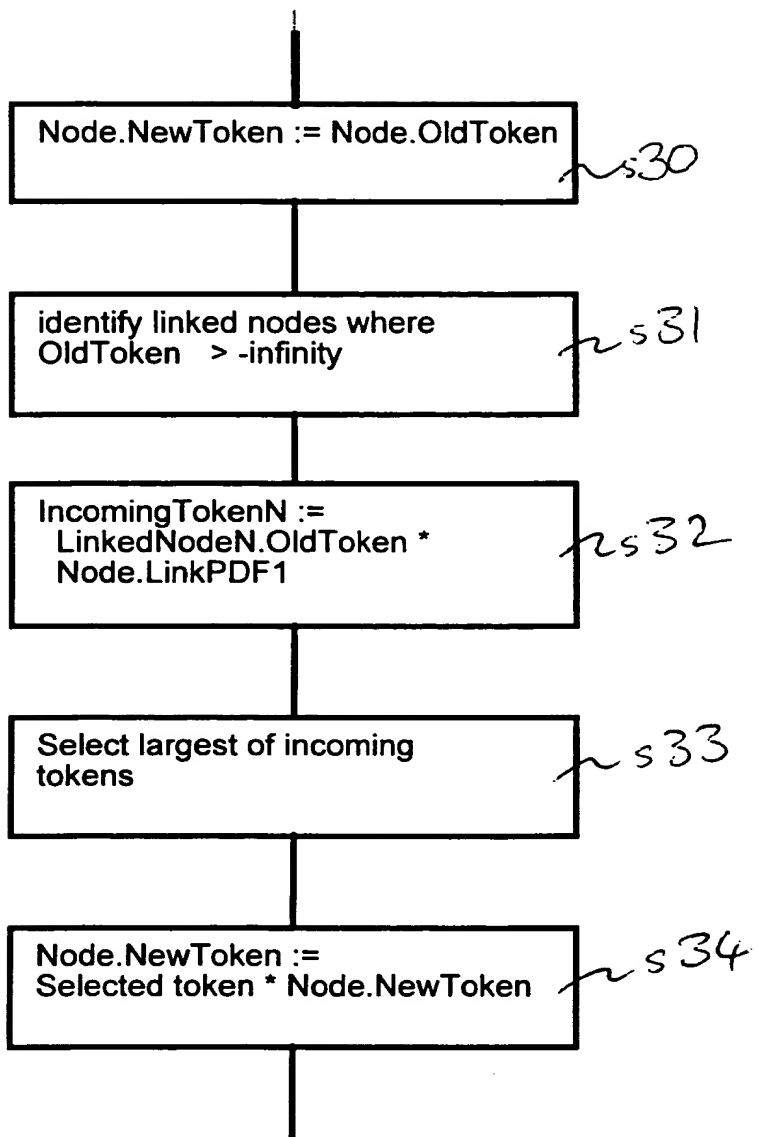 Node.NewToken := Node.OldToken
s30
identify linked nodes where
OldToken > -infinity
s31
IncomingTokenN :=
LinkedNodeN.OldToken *
Node.LinkPDF1
s32
Select largest of incoming
tokens
s33
Node.NewToken :=
Selected token * Node.NewToken
s34